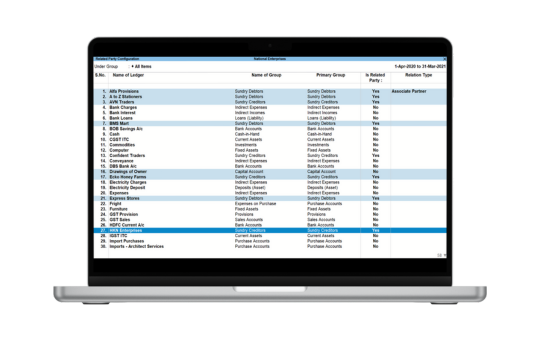 Related Party Configuration National Enterprises
Under Group : ♦ All Items 1-Apr-2020 to 31-Mar-2021
S.No. Name of Ledger Name of Group Primary Group Is Related Party : Relation Type
1. Alfa Provisions Sundry Debtors Sundry Debtors Yes Associate Partner
2. A to Z Stationers Sundry Debtors Sundry Debtors Yes
3. AVN Traders Sundry Creditors Sundry Creditors Yes
4. Bank Charges Indirect Expenses Indirect Expenses No
5. Bank Interest Indirect Incomes Indirect Incomes No
6. Bank Loans Loans (Liability) Loans (Liability) No
7. BMS Mart Sundry Debtors Sundry Debtors Yes
8. BOB Savings A/c Bank Accounts Bank Accounts No
9. Cash Cash-in-Hand Cash-in-Hand No
10. CGST ITC Current Assets Current Assets No
11. Commodities Investments Investments No
12. Computer Fixed Assets Fixed Assets No
13. Confident Traders Sundry Creditors Sundry Creditors Yes
14. Conveyance Indirect Expenses Indirect Expenses No
15. DBS Bank A/c Bank Accounts Bank Accounts No
16. Drawings of Owner Capital Account Capital Account No
17. Echo Honey Farms Sundry Creditors Sundry Creditors Yes
18. Electricity Charges Indirect Expenses Indirect Expenses No
19. Electricity Deposit Deposits (Asset) Deposits (Asset) No
20. Expenses Indirect Expenses Indirect Expenses No
21. Express Stores Sundry Debtors Sundry Debtors Yes
22. Fright Expenses on Purchase Purchase Accounts No
23. Furniture Fixed Assets Fixed Assets No
24. GST Provision Provisions Provisions No
25. GST Sales Sales Accounts Sales Accounts No
26. HDFC Current A/c Bank Accounts Bank Accounts No
27. HRN Enterprises Sundry Creditors Sundry Creditors Yes
28. IGST ITC Current Assets Current Assets No
29. Import Purchases Purchase Accounts Purchase Accounts No
30. Imports - Architect Services Purchase Accounts Purchase Accounts No